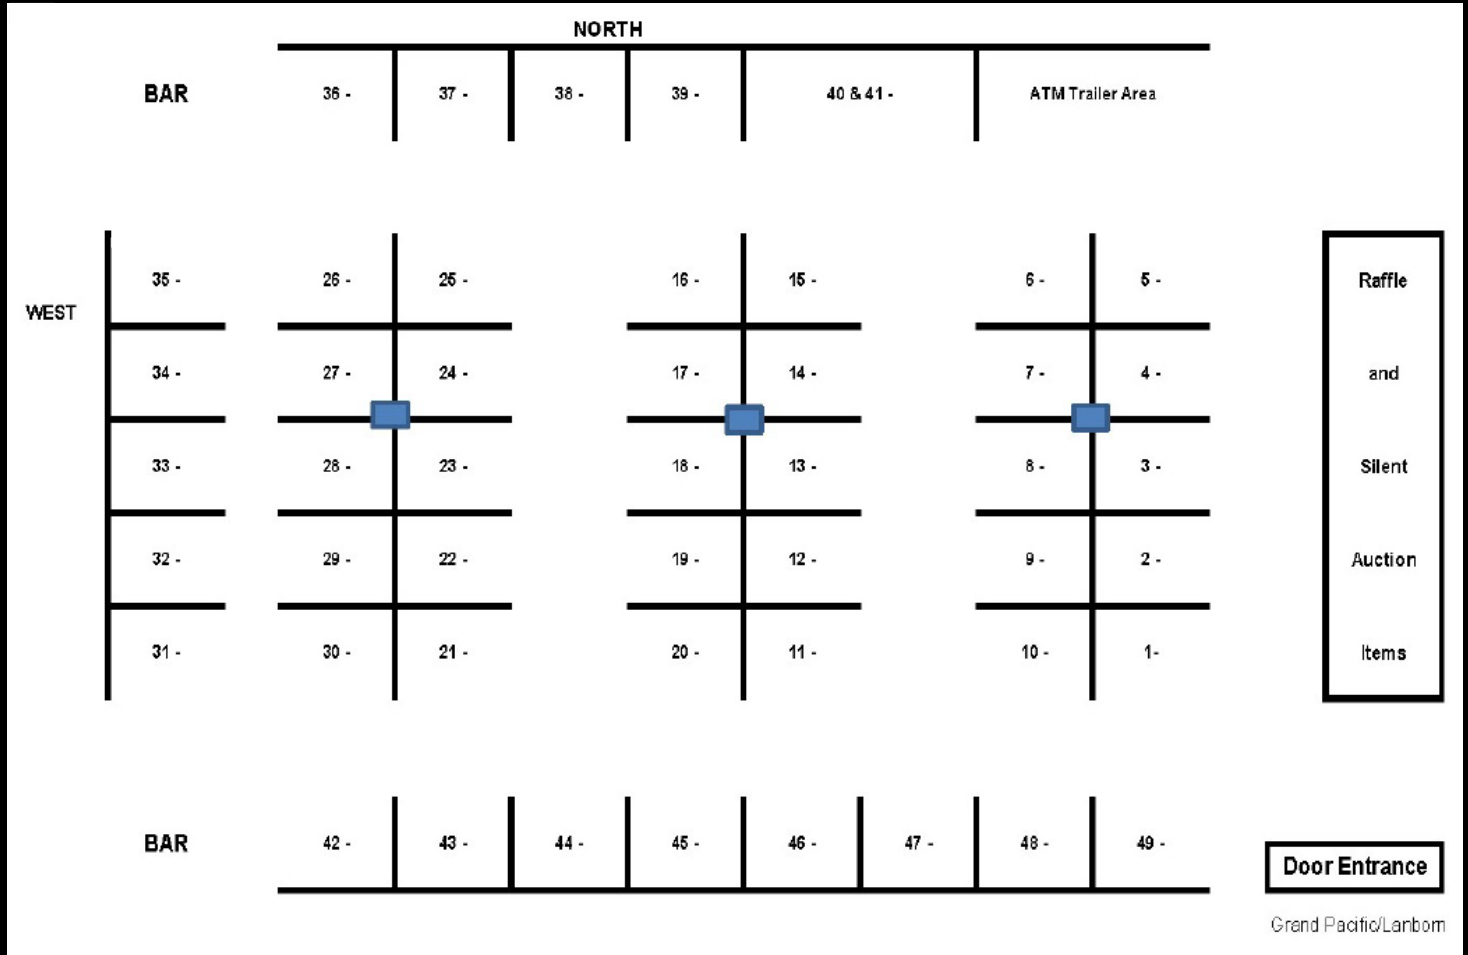 NORTH
BAR 36 - 37 - 38 - 39 - 40 & 41 - ATM Trailer Area
35 - 26 - 25 - 16 - 15 - 6 - 5 - Raffle
WEST
34 - 27 - 24 - 17 - 14 - 7 - 4 - and
33 - 28 - 23 - 18 - 13 - 8 - 3 - Silent
32 - 29 - 22 - 19 - 12 - 9 - 2 - Auction
31 - 30 - 21 - 20 - 11 - 10 - 1- Items
BAR 42 - 43 - 44 - 45 - 46 - 47 - 48 - 49 -
Door Entrance
Grand Pacific/Lanborn